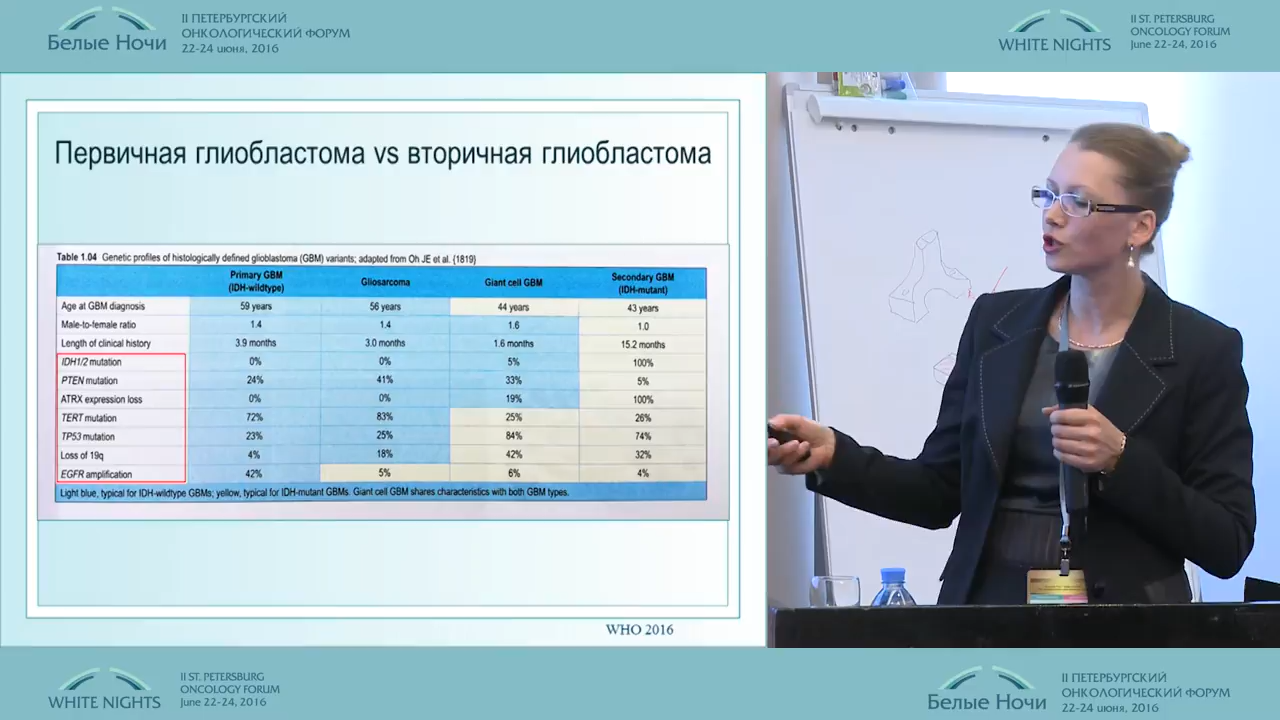 II ПЕТЕРБУРГСКИЙ
ОНКОЛОГИЧЕСКИЙ ФОРУМ
Белые Ночи
22-24 июня, 2016
II ST. PETERSBURG
ONCOLOGY FORUM
WHITE NIGHTS
June 22-24, 2016
Первичная глиобластома vs вторичная глиобластома
Table 1.04 Genetic profiles of histologically defined glioblastoma (GBM) variants; adapted from Oh JE et al. {1819}
Primary GBM (IDH-wildtype) Gliosarcoma Giant cell GBM Secondary GBM (IDH-mutant)
Age at GBM diagnosis 59 years 56 years 44 years 43 years
Male-to-female ratio 1.4 1.4 1.6 1.0
Length of clinical history 3.9 months 3.0 months 1.6 months 15.2 months
IDH1/2 mutation 0% 0% 5% 100%
PTEN mutation 24% 41% 33% 5%
ATRX expression loss 0% 0% 19% 100%
TERT mutation 72% 83% 25% 26%
TP53 mutation 23% 25% 84% 74%
Loss of 19q 4% 18% 42% 32%
EGFR amplification 42% 5% 6% 4%
Light blue, typical for IDH-wildtype GBMs; yellow, typical for IDH-mutant GBMs. Giant cell GBM shares characteristics with both GBM types.
WHO 2016
II ST. PETERSBURG
ONCOLOGY FORUM
WHITE NIGHTS
June 22-24, 2016
II ПЕТЕРБУРГСКИЙ
ОНКОЛОГИЧЕСКИЙ ФОРУМ
Белые Ночи
22-24 июня, 2016